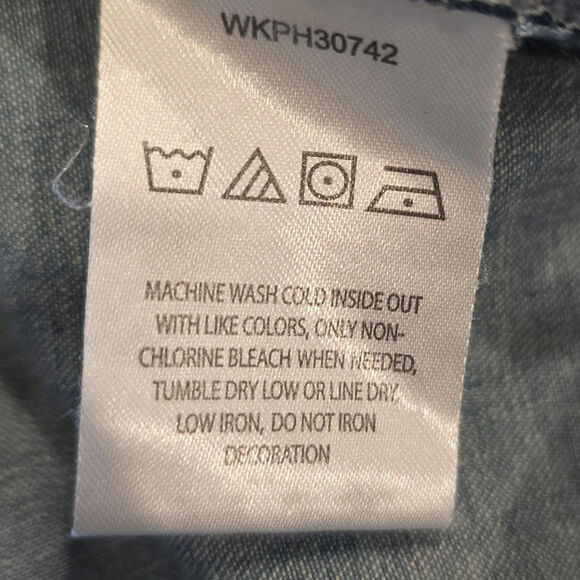 WKPH30742
MACHINE WASH COLD INSIDE OUT
WITH LIKE COLORS, ONLY NON-
CHLORINE BLEACH WHEN NEEDED,
TUMBLE DRY LOW OR LINE DRY,
LOW IRON, DO NOT IRON
DECORATION